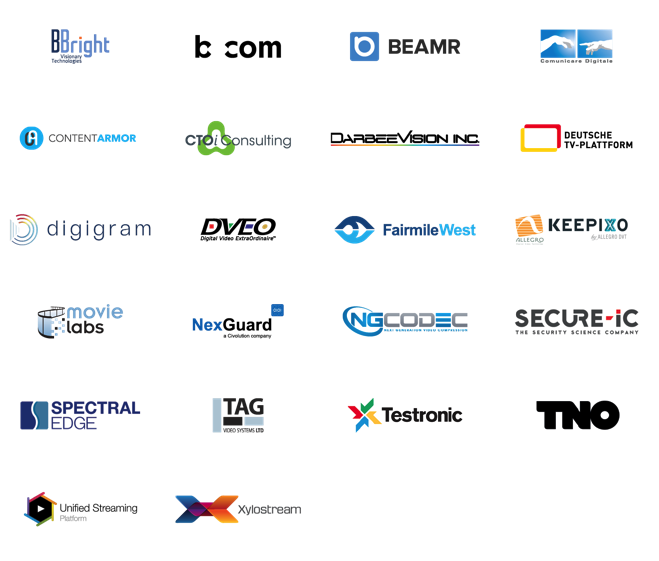 BBright
Visionary
Technologies
b com
BEAMR
Comunicare Digitale
CONTENTARMOR
CTOi Consulting
DARBEEVISION INC.
DEUTSCHE
TV-PLATTFORM
digigram
DVEO
Digital Video ExtraOrdinaire
FairmileWest
ALLEGRO
KEEPIXO
by ALLEGRO DVT
movie
labs
NexGuard
a Civolution company
NGCODEC
NEXT GENERATION VIDEO COMPRESSION
SECURE-iC
THE SECURITY SCIENCE COMPANY
SPECTRAL
EDGE
TAG
VIDEO SYSTEMS LTD
Testronic
TNO
Unified Streaming
Platform
Xylostream